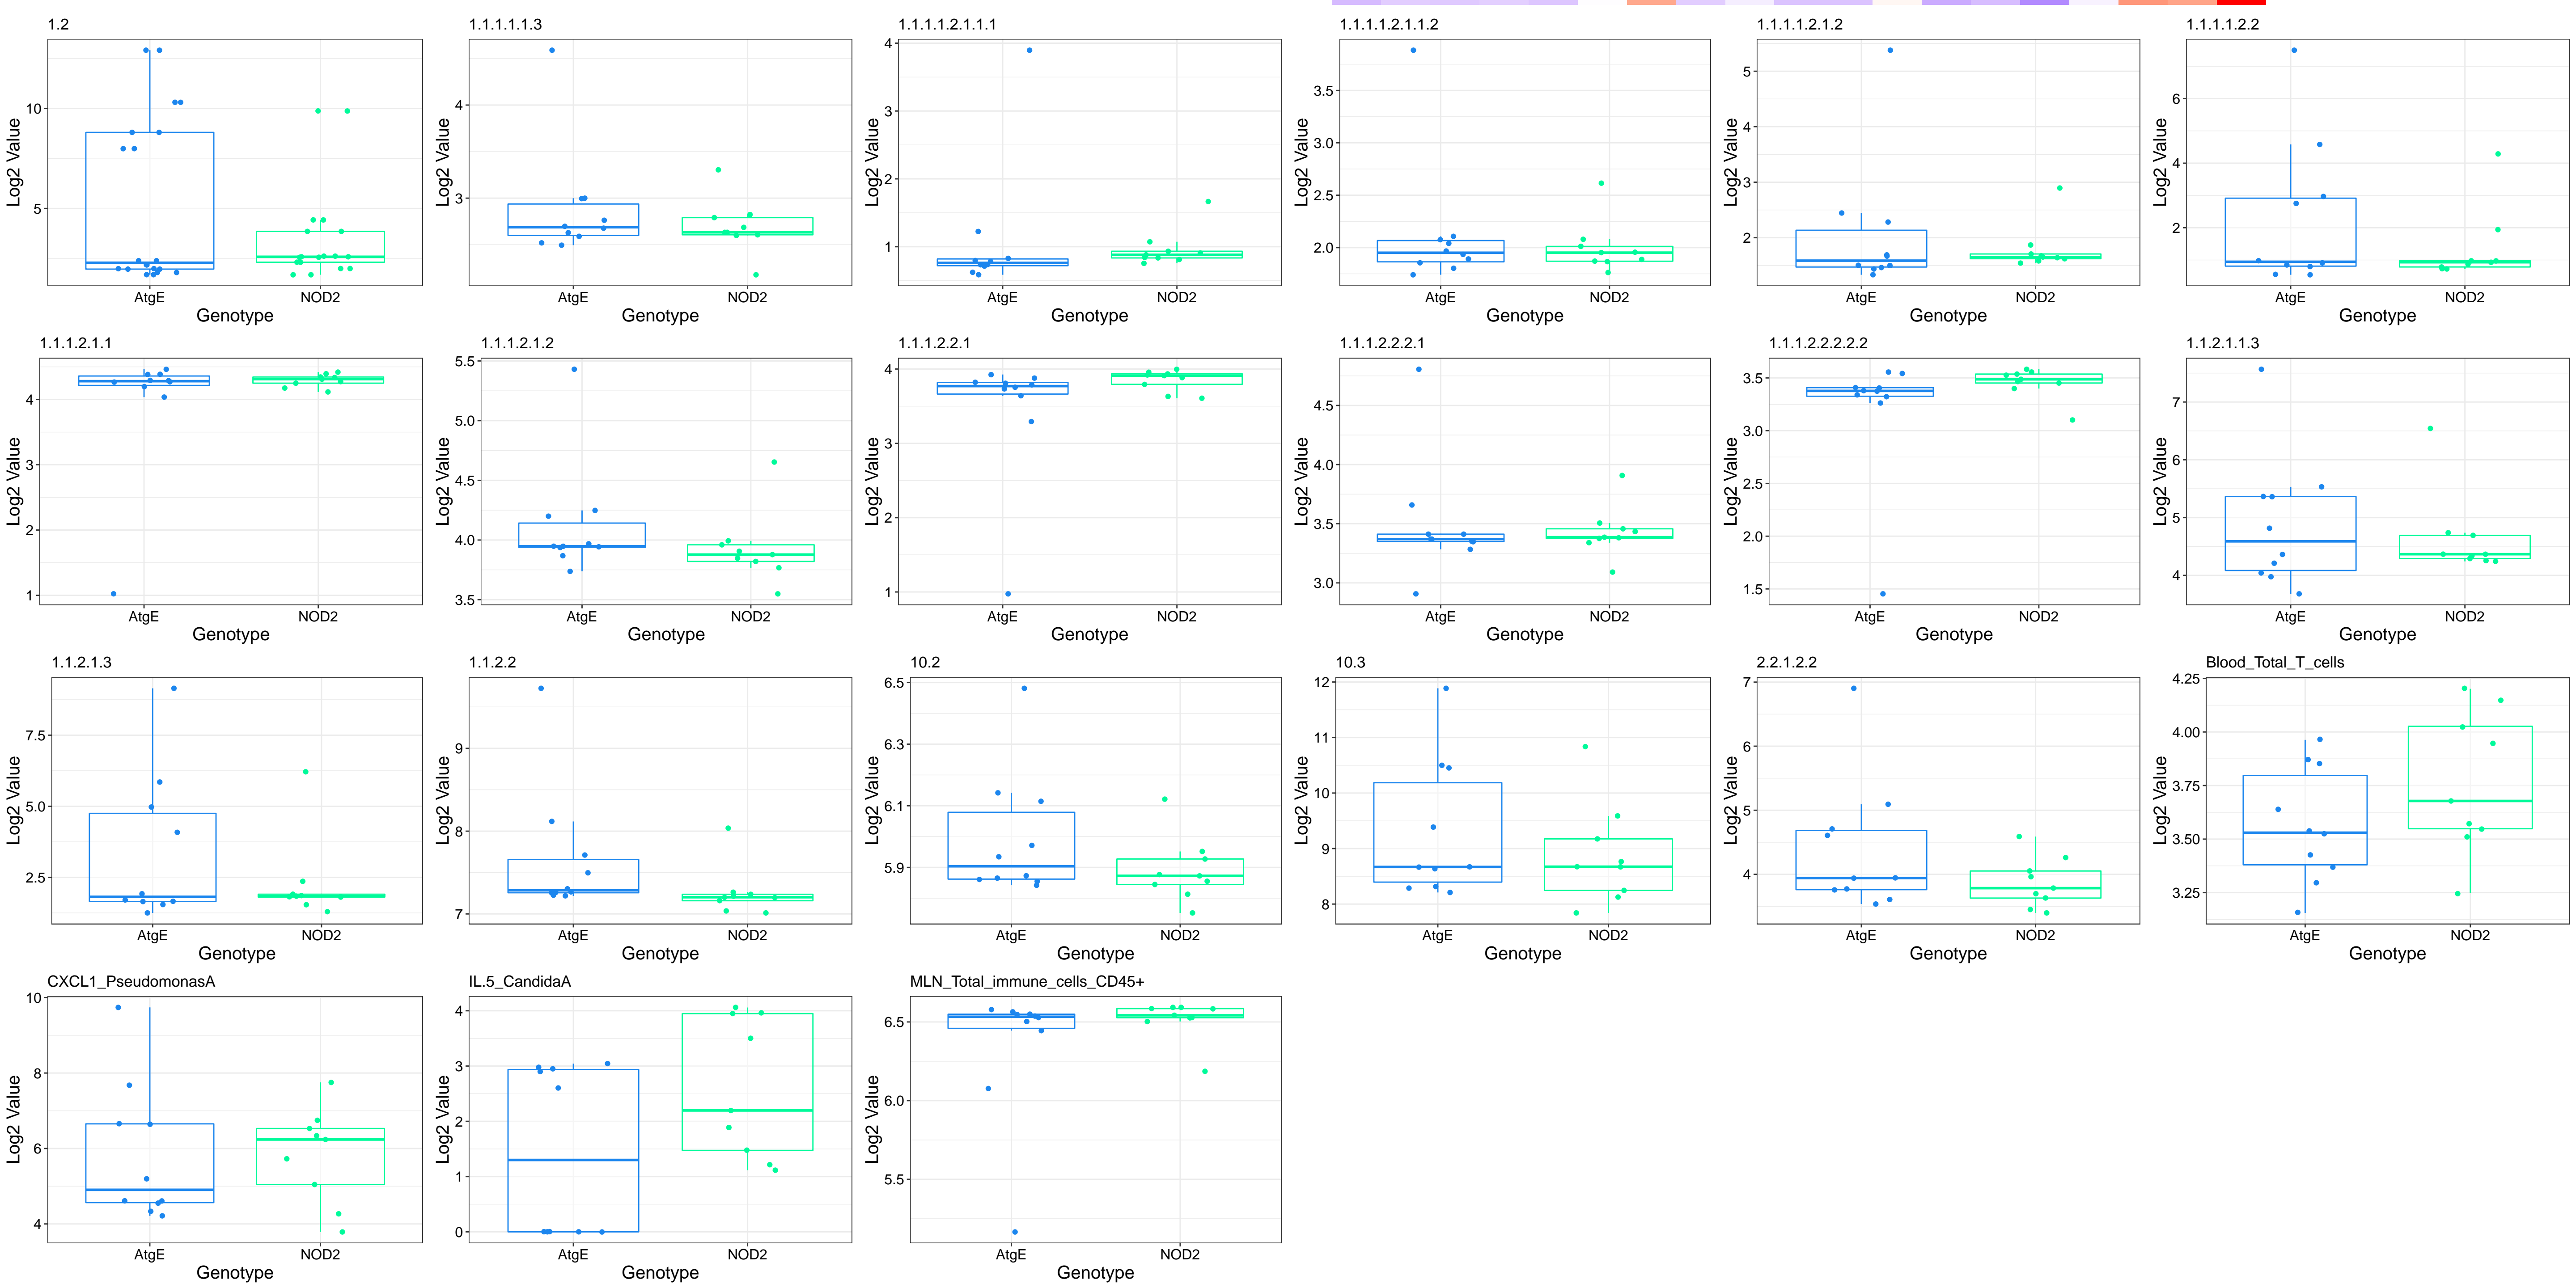 1.2
1.1.1.1.1.3
1.1.1.1.1.2.1.1.1
1.1.1.1.1.2.1.1.2
1.1.1.1.1.2.1.2
1.1.1.1.1.2.2
Log2 Value
10
5
AtgE
NOD2
Genotype
Log2 Value
4
3
AtgE
NOD2
Genotype
Log2 Value
4
3
2
1
AtgE
NOD2
Genotype
Log2 Value
3.5
3.0
2.5
2.0
AtgE
NOD2
Genotype
Log2 Value
5
4
3
2
AtgE
NOD2
Genotype
Log2 Value
6
4
2
AtgE
NOD2
Genotype
1.1.1.1.2.1.1
1.1.1.1.2.1.2
1.1.1.1.2.2.1
1.1.1.1.2.2.2.1
1.1.1.1.2.2.2.2.2
1.1.1.2.1.1.3
Log2 Value
4
3
2
1
AtgE
NOD2
Genotype
Log2 Value
5.5
5.0
4.5
4.0
3.5
AtgE
NOD2
Genotype
Log2 Value
4
3
2
1
AtgE
NOD2
Genotype
Log2 Value
4.5
4.0
3.5
3.0
AtgE
NOD2
Genotype
Log2 Value
3.5
3.0
2.5
2.0
1.5
AtgE
NOD2
Genotype
Log2 Value
7
6
5
4
AtgE
NOD2
Genotype
1.1.2.1.3
1.1.2.2
10.2
10.3
2.2.1.2.2
Blood_Total_T_cells
Log2 Value
7.5
5.0
2.5
AtgE
NOD2
Genotype
Log2 Value
9
8
7
AtgE
NOD2
Genotype
Log2 Value
6.5
6.3
6.1
5.9
AtgE
NOD2
Genotype
Log2 Value
12
11
10
9
8
AtgE
NOD2
Genotype
Log2 Value
7
6
5
4
AtgE
NOD2
Genotype
Log2 Value
4.25
4.00
3.75
3.50
3.25
AtgE
NOD2
Genotype
CXCL1_PseudomonasA
IL.5_CandidaA
MLN_Total_immune_cells_CD45+
Log2 Value
10
8
6
4
AtgE
NOD2
Genotype
Log2 Value
4
3
2
1
0
AtgE
NOD2
Genotype
Log2 Value
6.5
6.0
5.5
AtgE
NOD2
Genotype